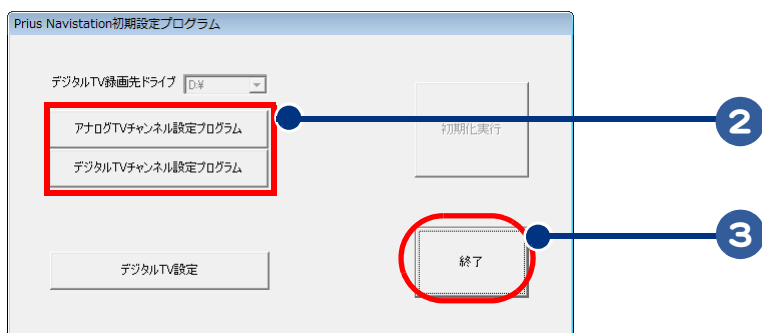 Prius Navistation初期設定プログラム
デジタルTV録画先ドライブ D:¥
アナログTVチャンネル設定プログラム
2
初期化実行
デジタルTVチャンネル設定プログラム
3
デジタルTV設定
終了